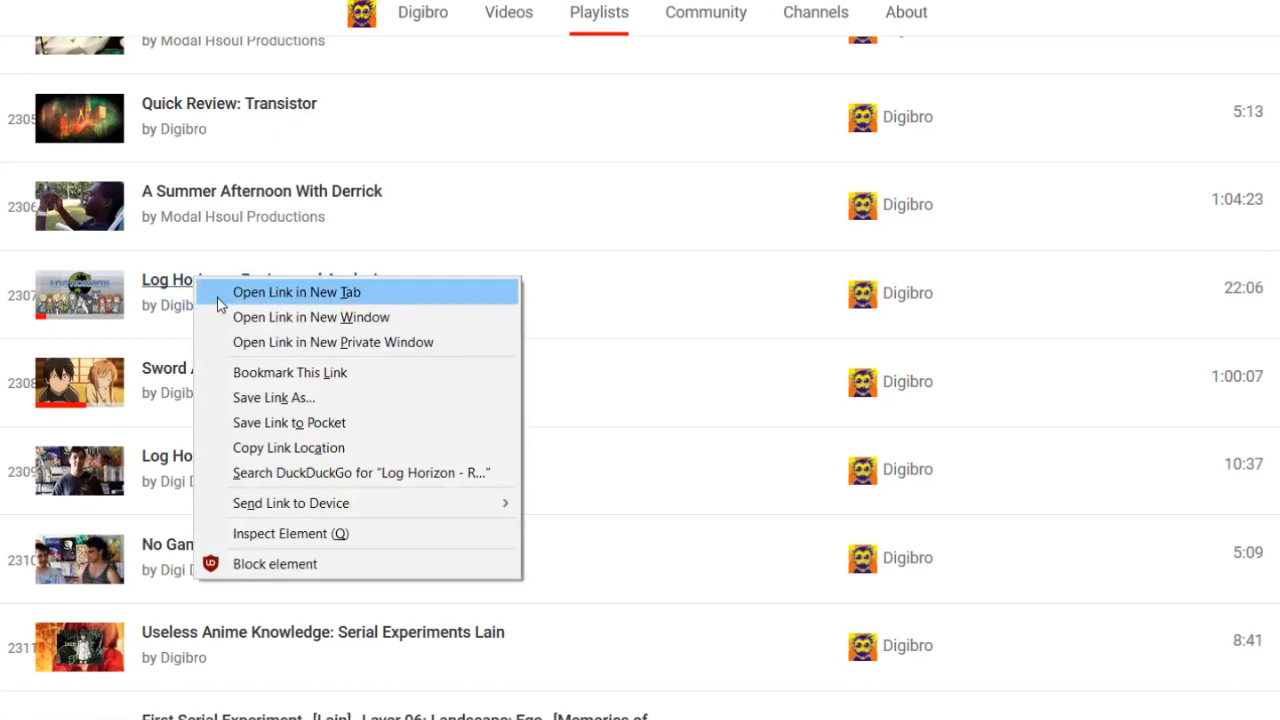 Digibro Videos Playlists Community Channels About
by Modal Hsoul Productions
2305 Quick Review: Transistor
by Digibro
Digibro
5:13
2306 A Summer Afternoon With Derrick
by Modal Hsoul Productions
Digibro
1:04:23
2307 Log Ho
by Digib
Digibro
22:06
Open Link in New Tab
Open Link in New Window
Open Link in New Private Window
Bookmark This Link
Save Link As...
Save Link to Pocket
Copy Link Location
Search DuckDuckGo for "Log Horizon - R..."
Send Link to Device
Inspect Element (Q)
Block element
2308 Sword
by Digib
Digibro
1:00:07
2309 Log Ho
by Digi
Digibro
10:37
2310 No Gan
by Digi
Digibro
5:09
2311 Useless Anime Knowledge: Serial Experiments Lain
by Digibro
Digibro
8:41
First Serial Experiment [Lain] Layer 06: Landscape: Ego [Memories of